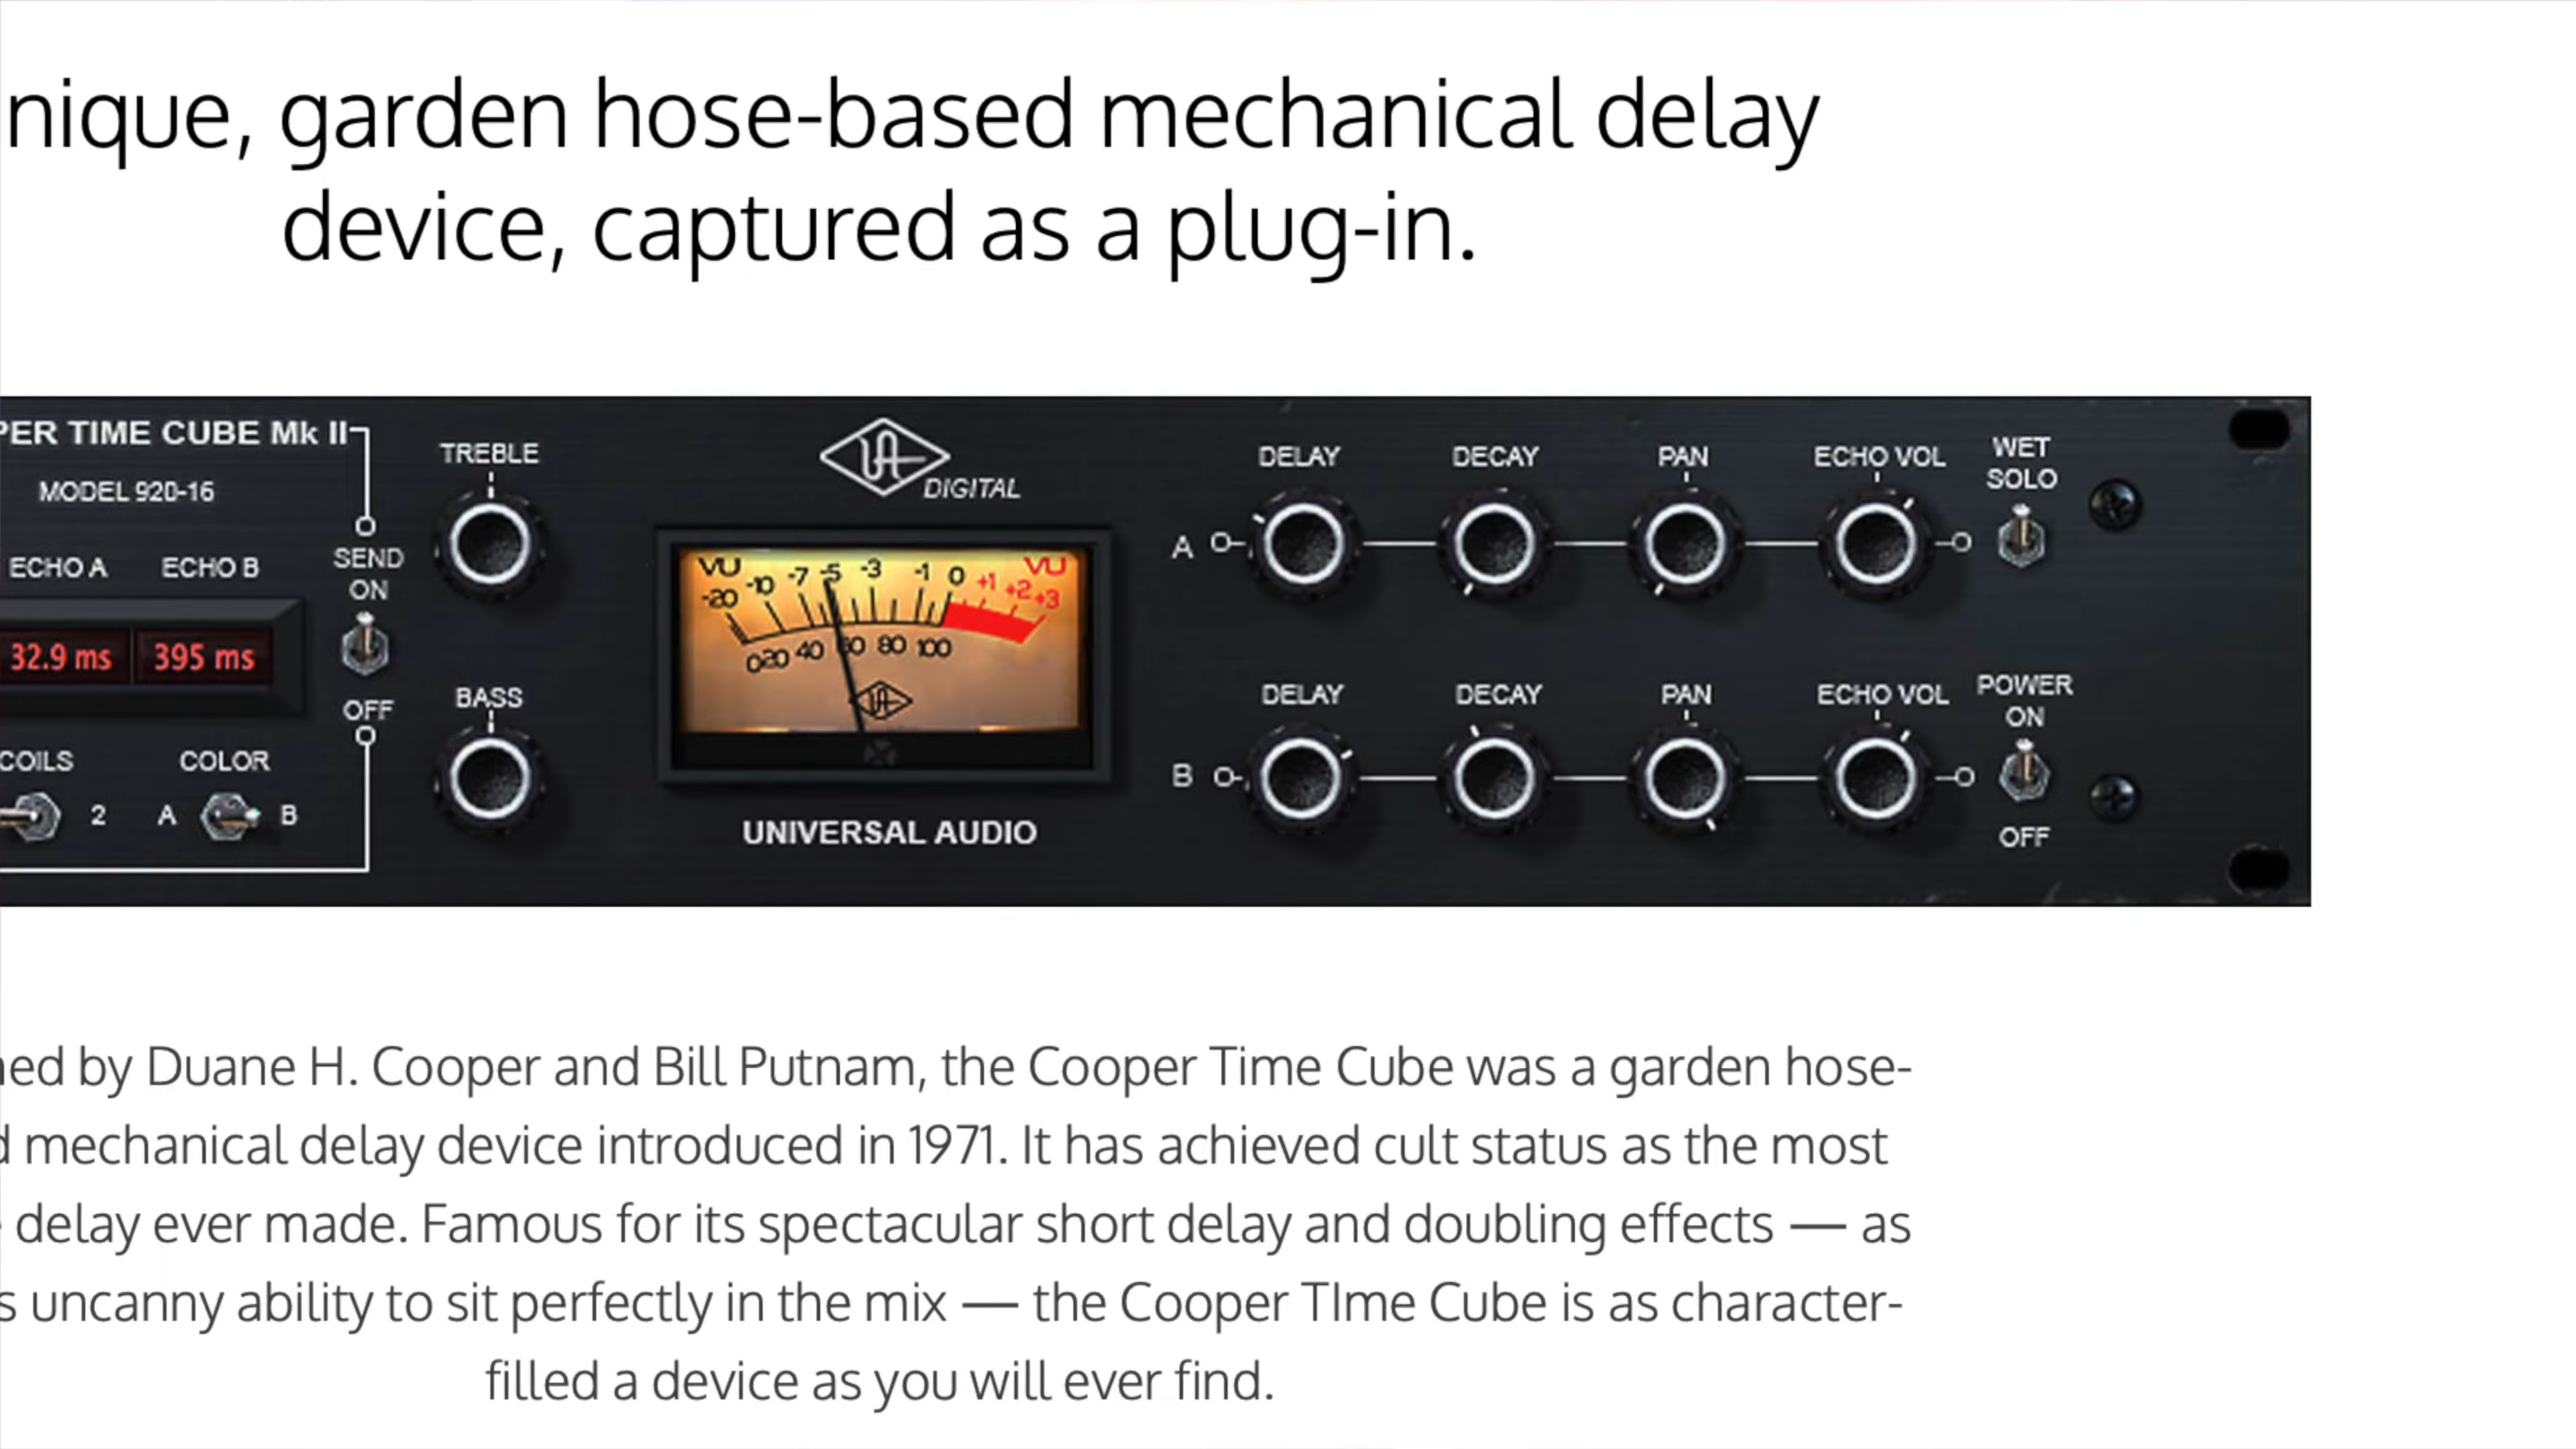 nique, garden hose-based mechanical delay
device, captured as a plug-in.
PER TIME CUBE Mk II
MODEL 920-16
ECHO A ECHO B
32.9 ms 395 ms
COILS COLOR
2 A B
SEND
ON
OFF
TREBLE
BASS
UA
DIGITAL
VU VU
-20 -10 -7 -5 -3 -1 0 +1 +2 +3
0 20 40 60 80 100
UA
UNIVERSAL AUDIO
DELAY DECAY PAN ECHO VOL
A
WET
SOLO
DELAY DECAY PAN ECHO VOL
B
POWER
ON
OFF
ned by Duane H. Cooper and Bill Putnam, the Cooper Time Cube was a garden hose-
d mechanical delay device introduced in 1971. It has achieved cult status as the most
delay ever made. Famous for its spectacular short delay and doubling effects — as
s uncanny ability to sit perfectly in the mix — the Cooper TIme Cube is as character-
filled a device as you will ever find.